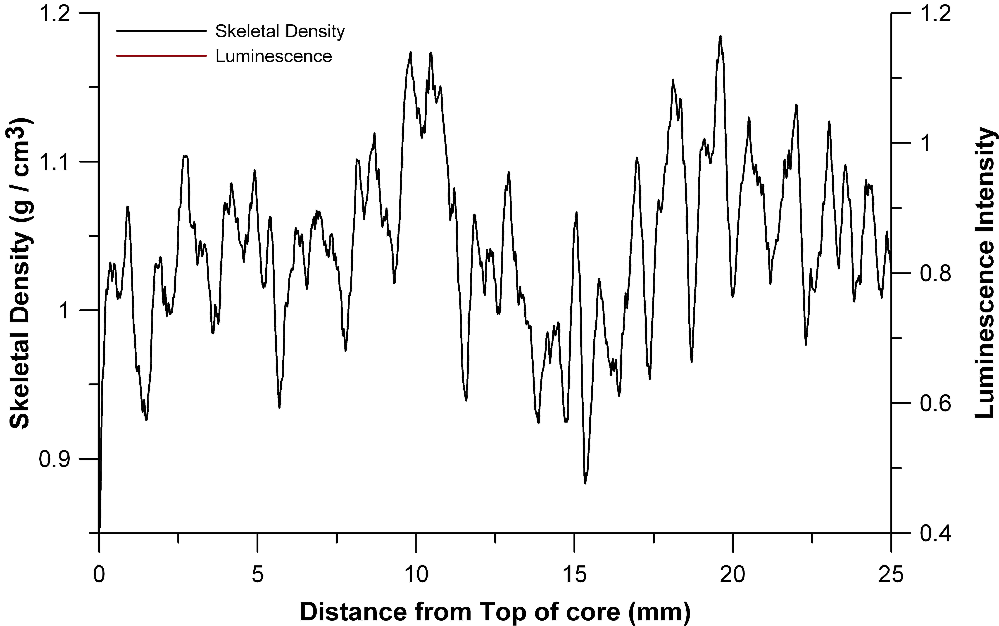 1.2
1.1
1
0.9
Skeletal Density (g / cm3)
Skeletal Density
Luminescence
1.2
1
0.8
0.6
0.4
Luminescence Intensity
0 5 10 15 20 25
Distance from Top of core (mm)